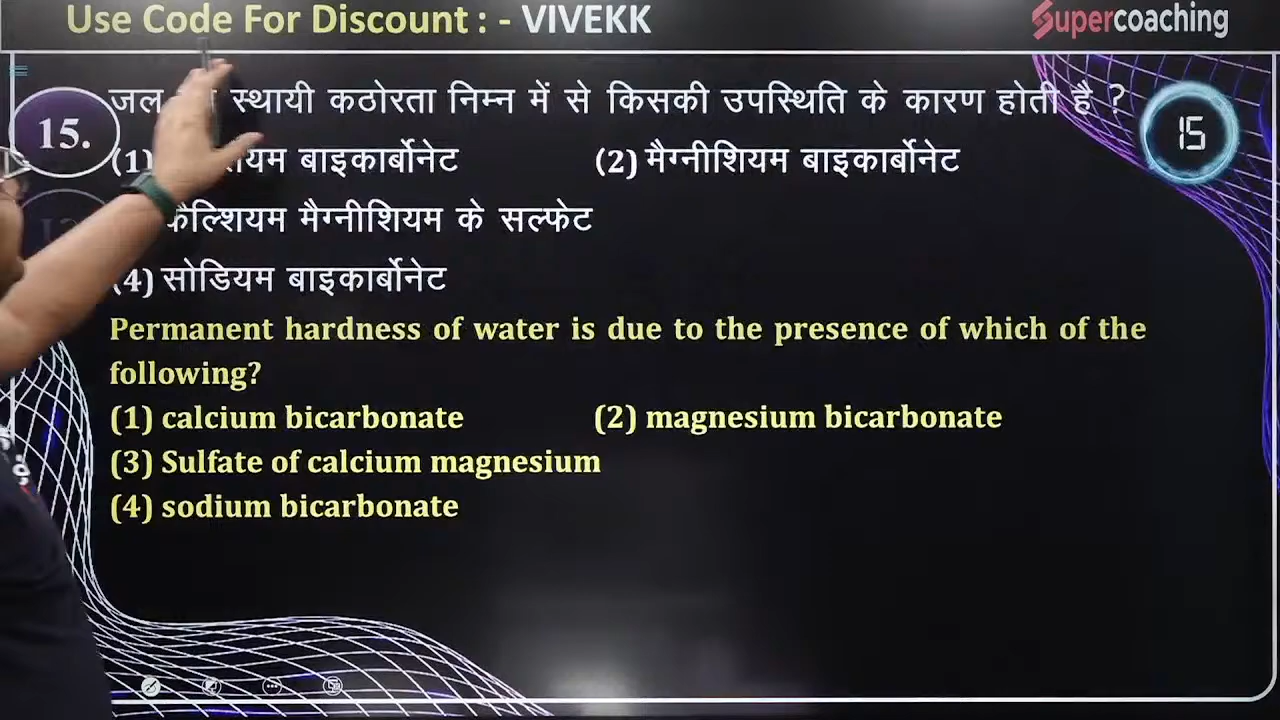 Use Code For Discount : - VIVEKK
Supercoaching
15.
जल स्थायी कठोरता निम्न में से किसकी उपस्थिति के कारण होती है ?
15
(1) बाइकार्बोनेट (2) मैग्नीशियम बाइकार्बोनेट
कैल्शियम मैग्नीशियम के सल्फेट
(4) सोडियम बाइकार्बोनेट
Permanent hardness of water is due to the presence of which of the
following?
(1) calcium bicarbonate (2) magnesium bicarbonate
(3) Sulfate of calcium magnesium
(4) sodium bicarbonate